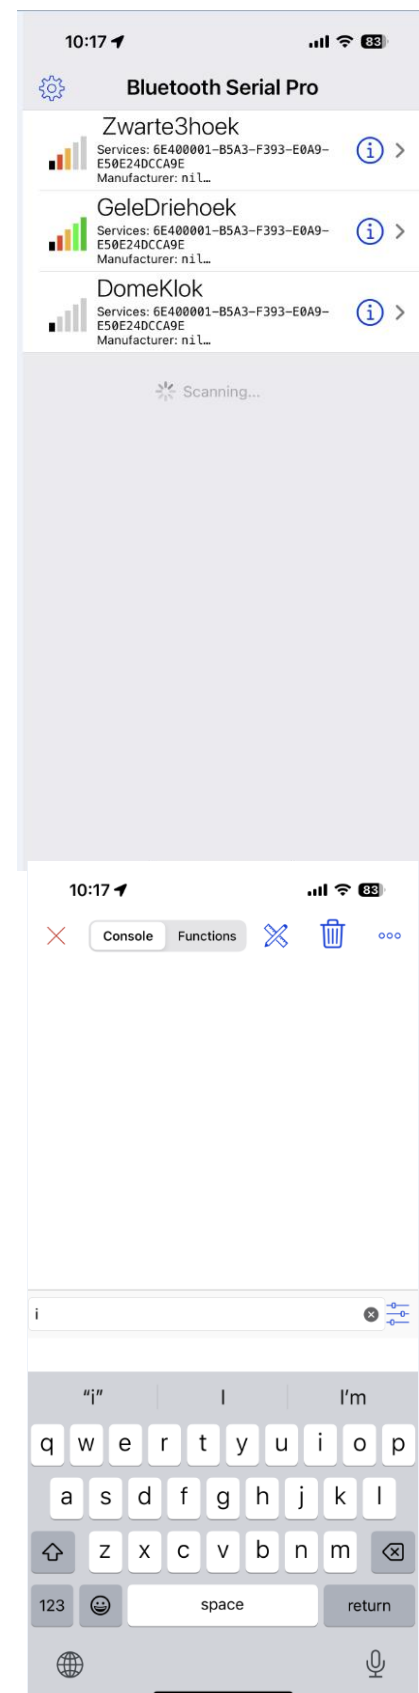 10:17
83
Bluetooth Serial Pro
Zwarte3hoek
Services: 6E400001-B5A3-F393-E0A9-
E50E24DCCA9E
Manufacturer: nil…
GeleDriehoek
Services: 6E400001-B5A3-F393-E0A9-
E50E24DCCA9E
Manufacturer: nil…
DomeKlok
Services: 6E400001-B5A3-F393-E0A9-
E50E24DCCA9E
Manufacturer: nil…
Scanning...
10:17
83
Console Functions
i
“i” I I'm
q w e r t y u i o p
a s d f g h j k l
z x c v b n m
123 space return